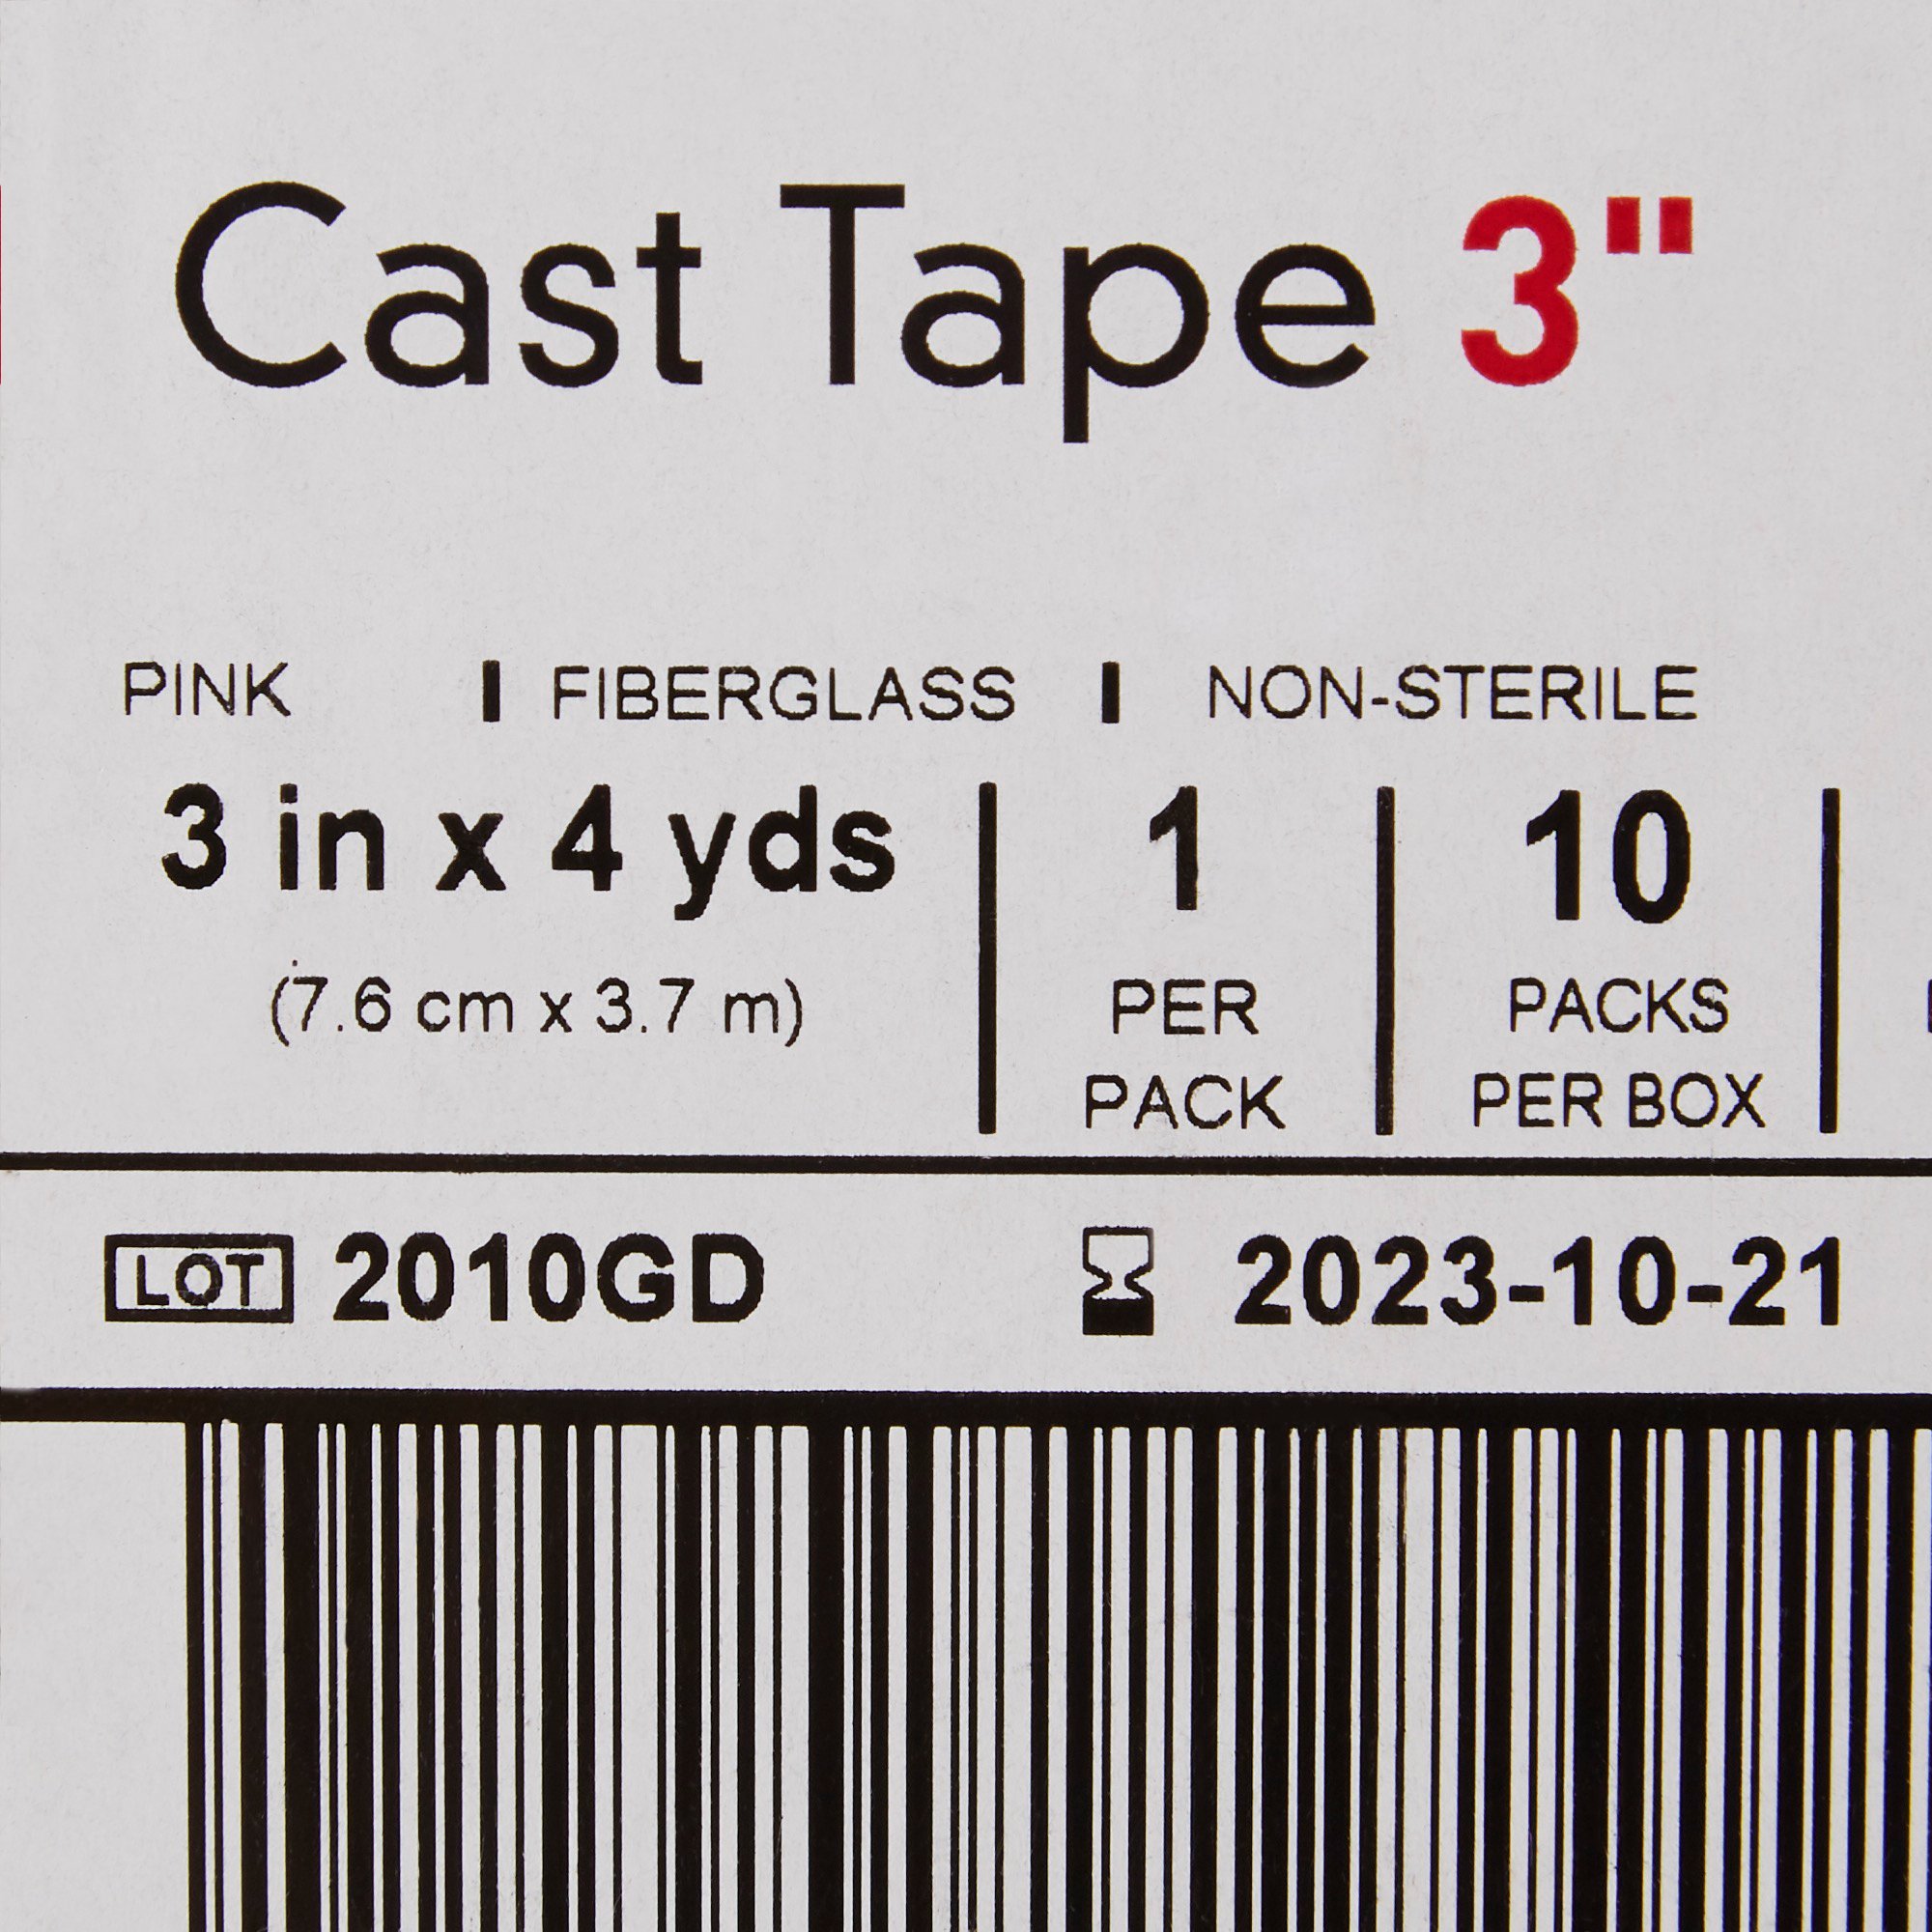 Cast Tape 3"
PINK FIBERGLASS NON-STERILE
3 in x 4 yds
(7.6 cm x 3.7 m)
1
PER
PACK
10
PACKS
PER BOX
LOT 2010GD 2023-10-21